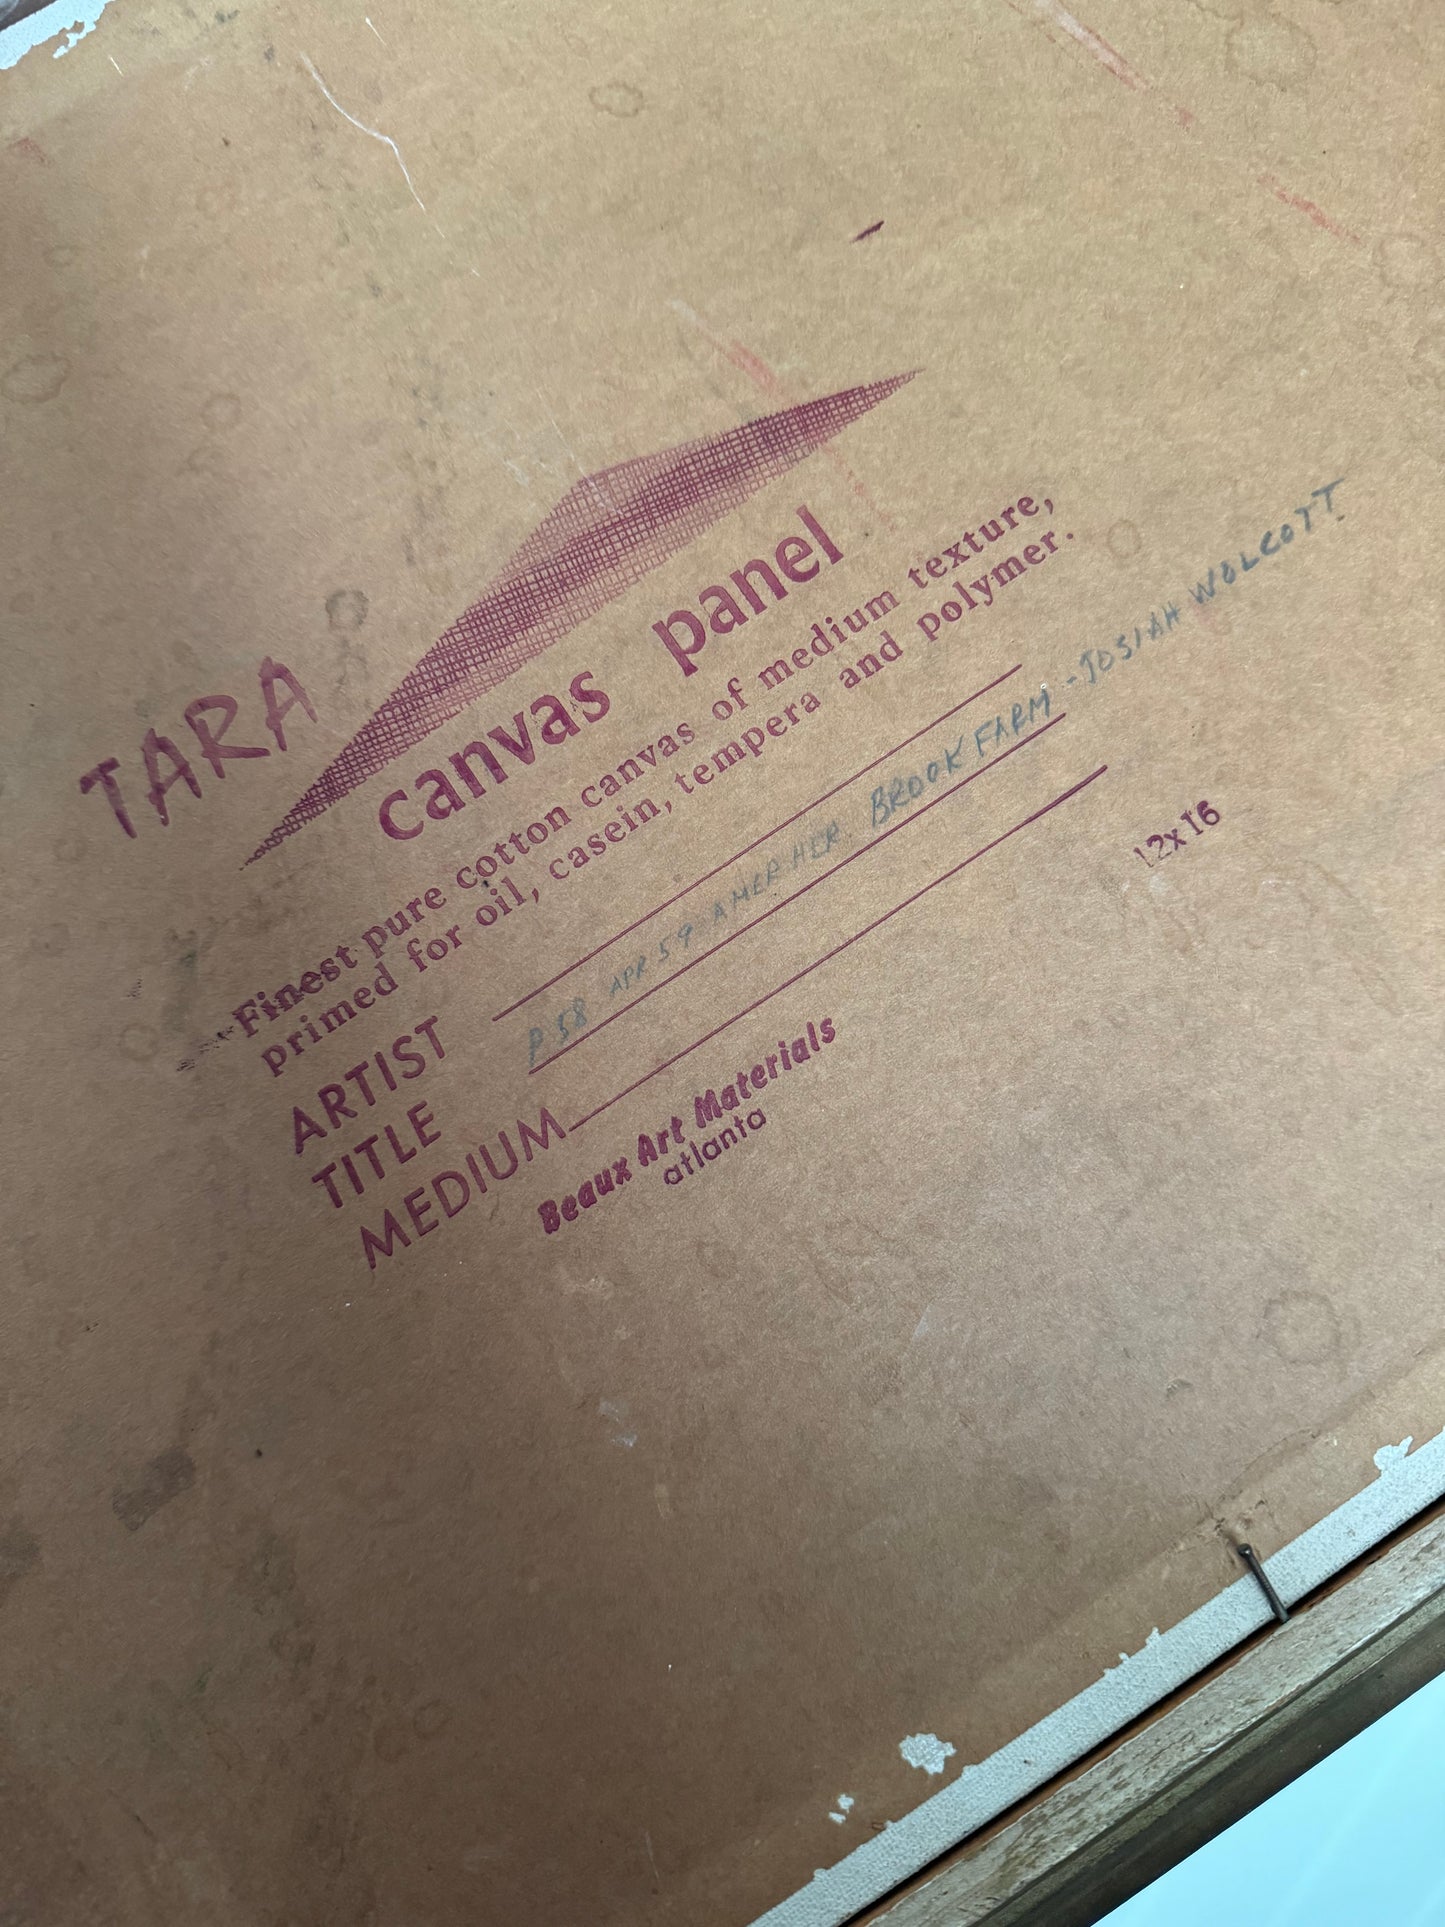 TARA
canvas panel
Finest pure cotton canvas of medium texture,
primed for oil, casein, tempera and polymer.
ARTIST
TITLE P 58 APR 59 - AMER HER. BROOK FARM - JOSIAH WOLCOTT
MEDIUM
12x16
Beaux Art Materials
atlanta